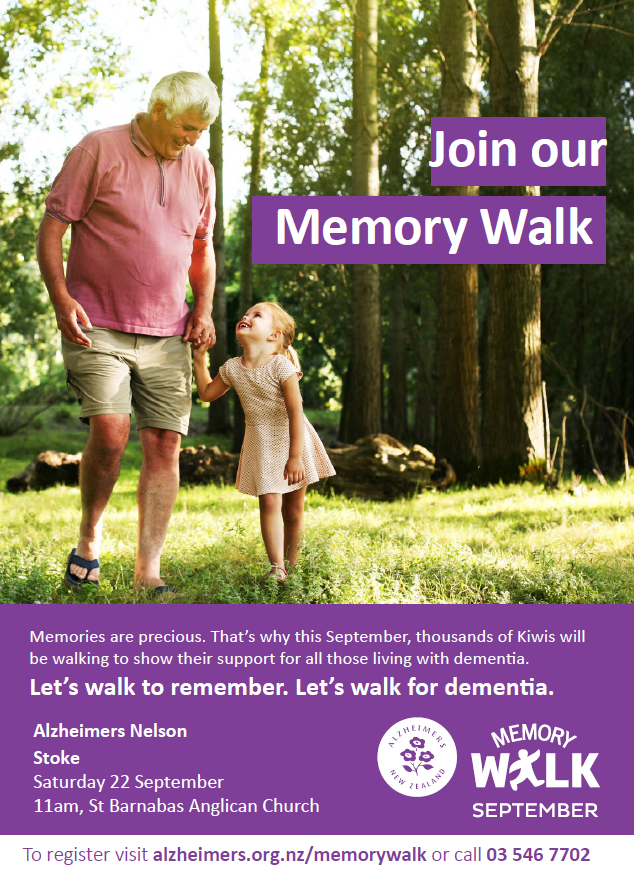 Join our
Memory Walk
Memories are precious. That’s why this September, thousands of Kiwis will
be walking to show their support for all those living with dementia.
Let’s walk to remember. Let’s walk for dementia.
Alzheimers Nelson
Stoke
Saturday 22 September
11am, St Barnabas Anglican Church
ALZHEIMERS
NEW ZEALAND
MEMORY
WALK
SEPTEMBER
To register visit alzheimers.org.nz/memorywalk or call 03 546 7702